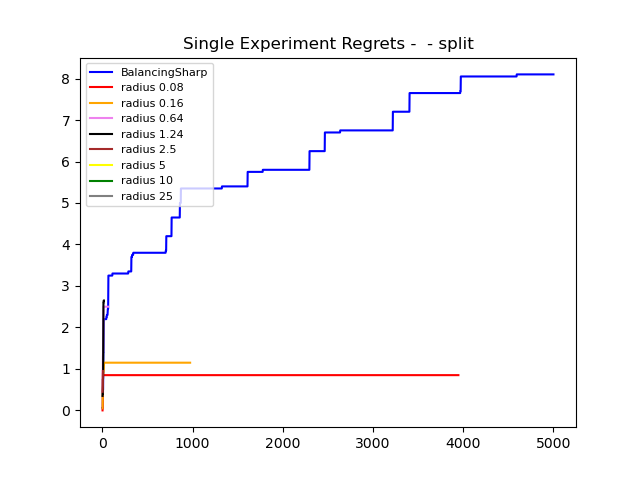 Single Experiment Regrets -  - split
BalancingSharp
radius 0.08
radius 0.16
radius 0.64
radius 1.24
radius 2.5
radius 5
radius 10
radius 25
8
7
6
5
4
3
2
1
0
0 1000 2000 3000 4000 5000